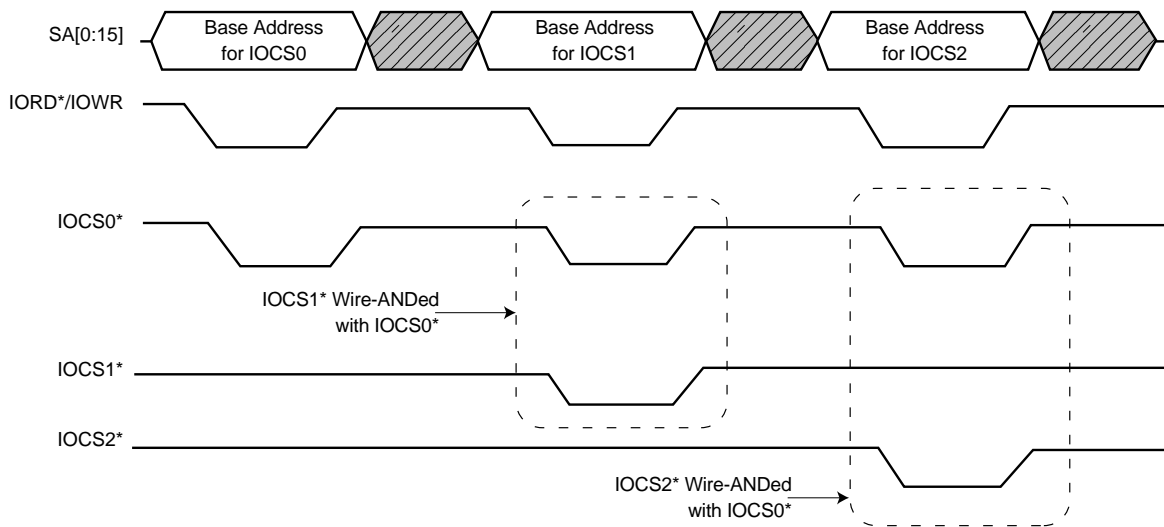 SA[0:15]
Base Address
for IOCS0
Base Address
for IOCS1
Base Address
for IOCS2
IORD*/IOWR
IOCS0*
IOCS1* Wire-ANDed
with IOCS0*
IOCS1*
IOCS2*
IOCS2* Wire-ANDed
with IOCS0*